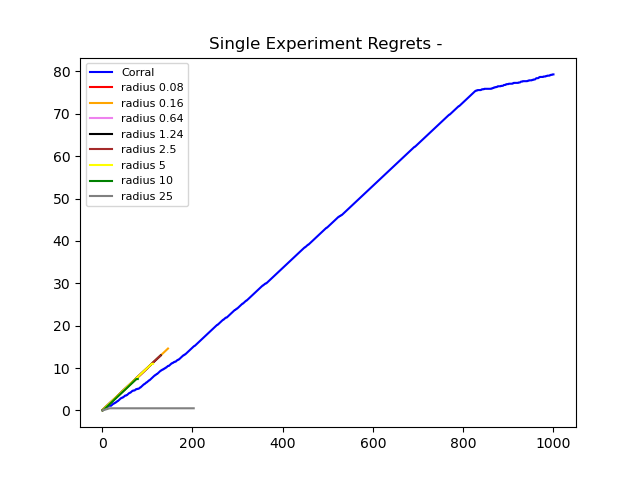 Single Experiment Regrets -
80
70
60
50
40
30
20
10
0
Corral
radius 0.08
radius 0.16
radius 0.64
radius 1.24
radius 2.5
radius 5
radius 10
radius 25
0 200 400 600 800 1000